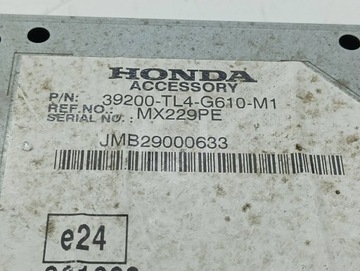 HONDA
ACCESSORY
P/N: 39200-TL4-G610-M1
REF.NO.: MX229PE
SERIAL NO.:
JMB29000633
e24